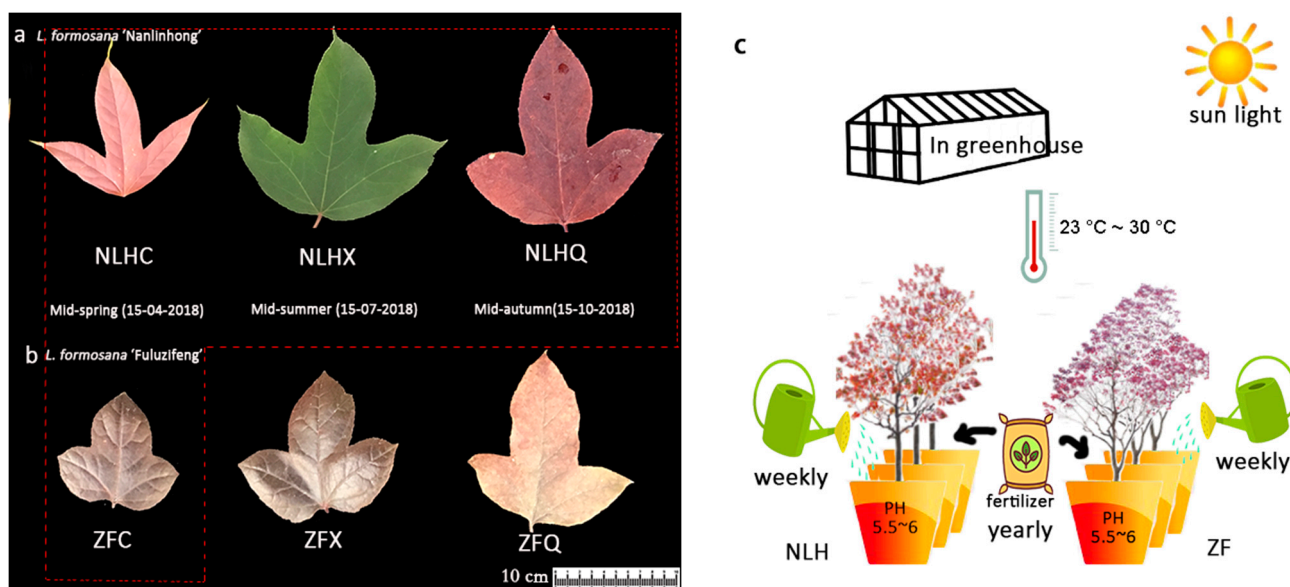 a L. formosana 'Nanlinhong'
NLHC NLHX NLHQ
Mid-spring (15-04-2018) Mid-summer (15-07-2018) Mid-autumn(15-10-2018)
b L. formosana 'Fuluzifeng'
ZFC ZFX ZFQ
10 cm
c
sun light
In greenhouse
23 °C ~ 30 °C
weekly
weekly
fertilizer
yearly
PH
5.5~6
PH
5.5~6
NLH
ZF